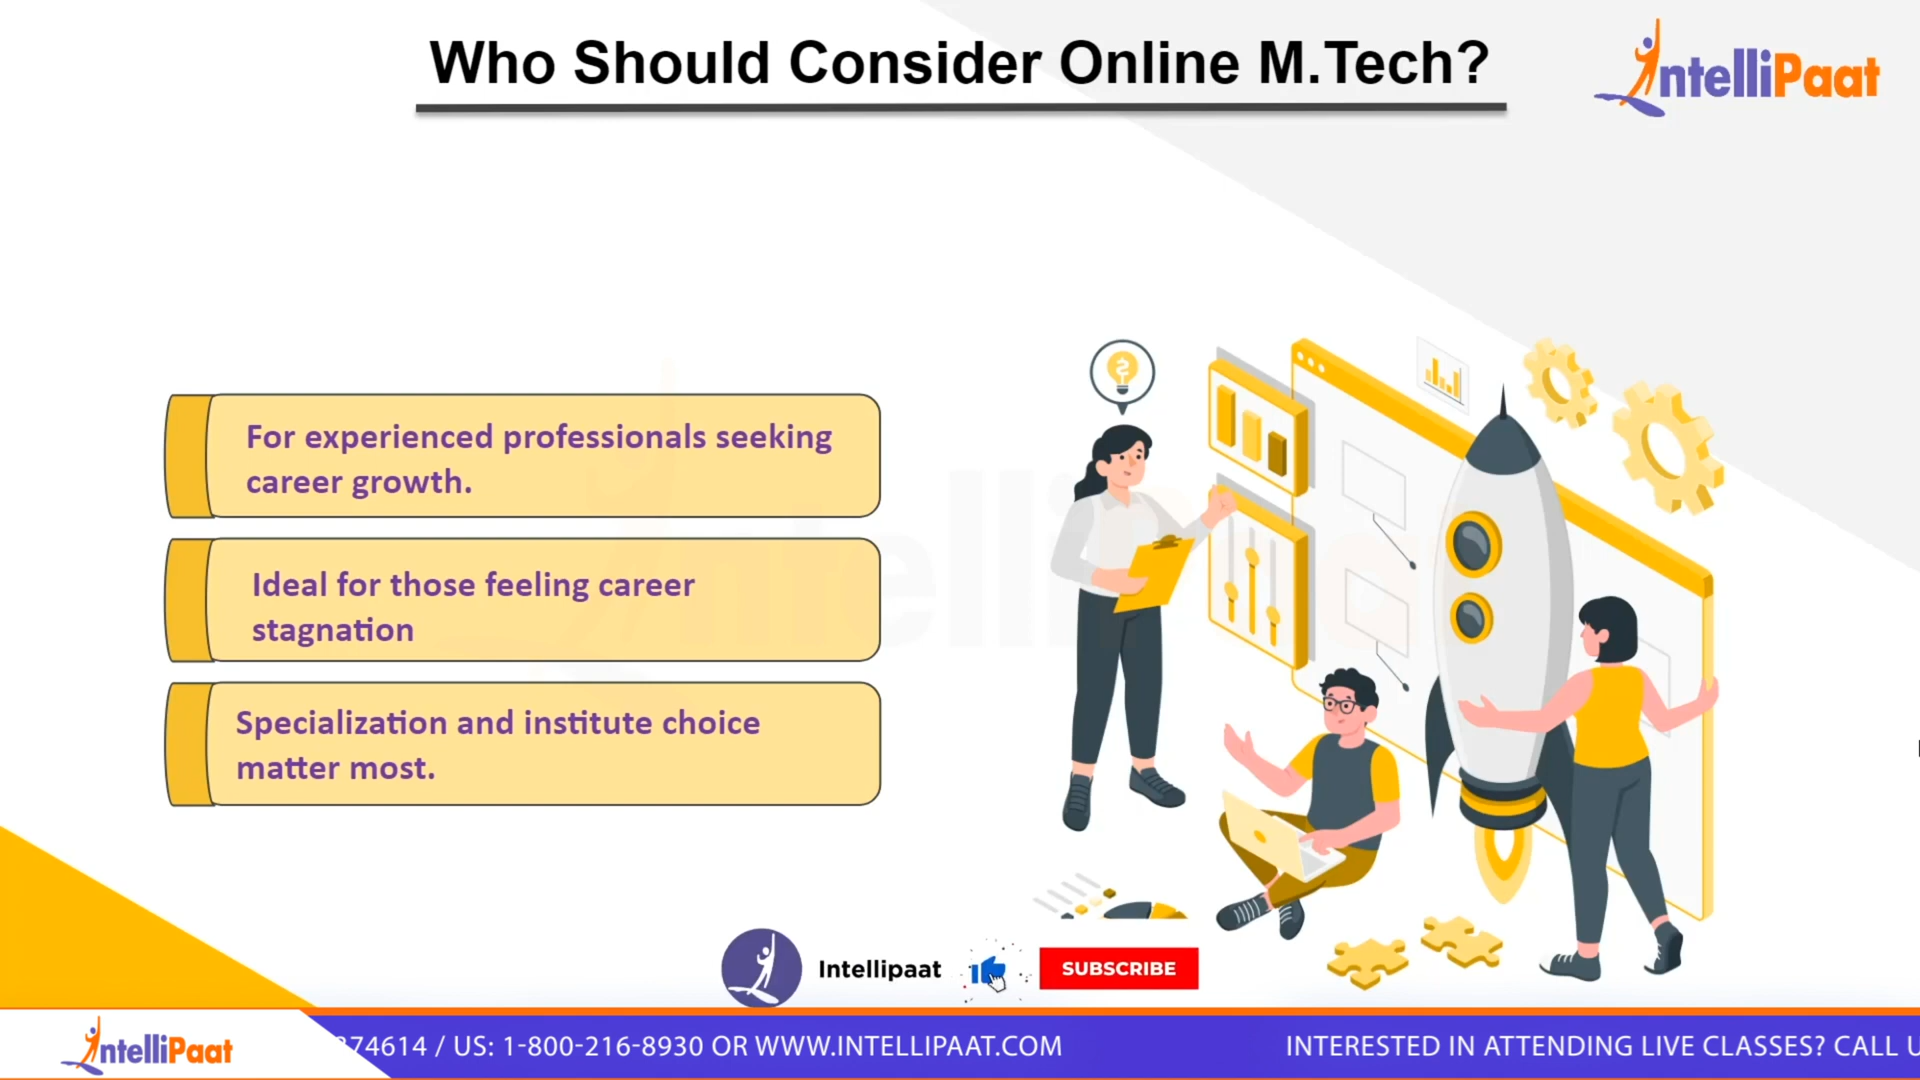 Who Should Consider Online M.Tech?
IntelliPaat
For experienced professionals seeking
career growth.
Ideal for those feeling career
stagnation
Specialization and institute choice
matter most.
Intellipaat
SUBSCRIBE
IntelliPaat
374614 / US: 1-800-216-8930 OR WWW.INTELLIPAAT.COM
INTERESTED IN ATTENDING LIVE CLASSES? CALL U